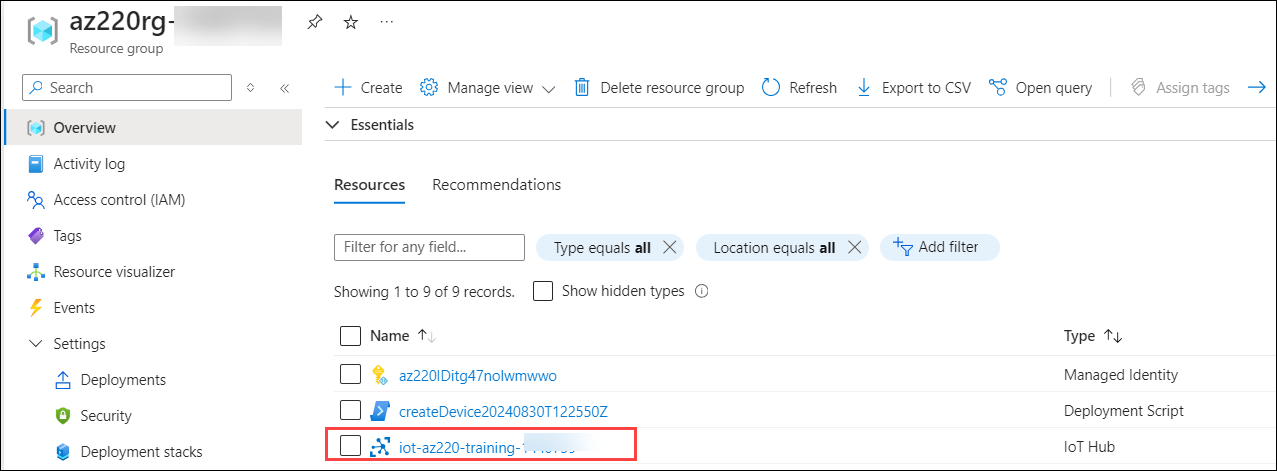 az220rg-
Resource group
Search
Create
Manage view
Delete resource group
Refresh
Export to CSV
Open query
Assign tags
Overview
Essentials
Activity log
Access control (IAM)
Resources
Recommendations
Tags
Filter for any field...
Type equals all
Location equals all
Add filter
Resource visualizer
Showing 1 to 9 of 9 records.
Show hidden types
Events
Settings
Name
Type
Deployments
az220IDitg47nolwmwwo
Managed Identity
Security
createDevice20240830T122550Z
Deployment Script
Deployment stacks
iot-az220-training-
IoT Hub